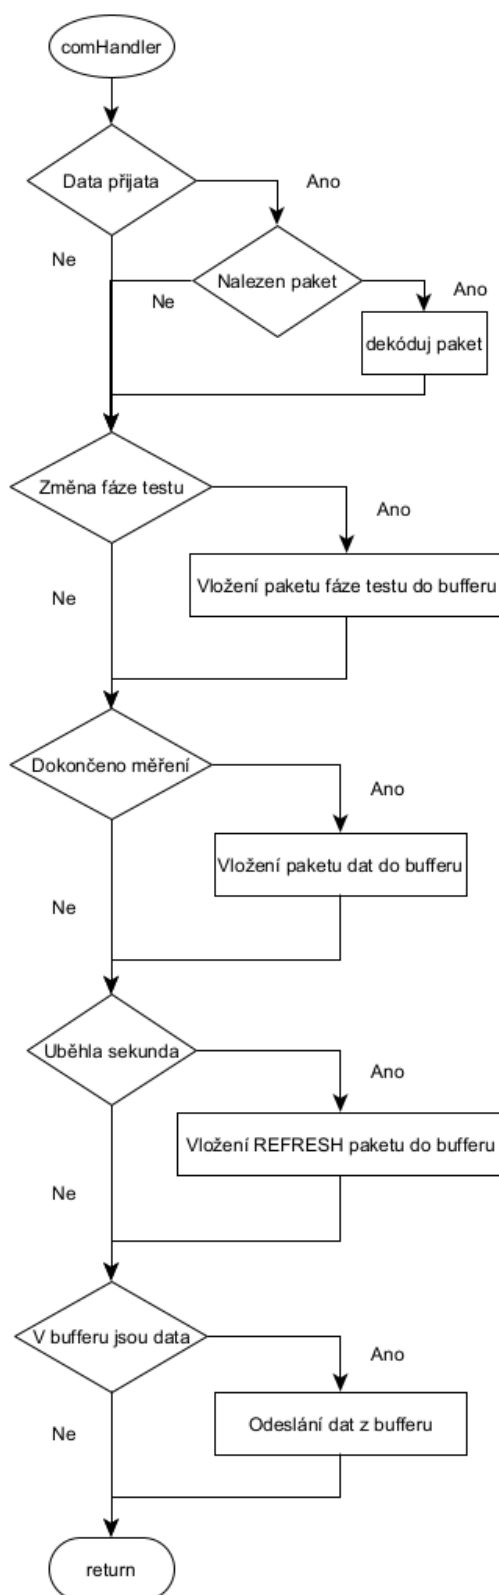 comHandler
Data přijata
Ano
Ne
Nalezen paket
Ne
Ano
dekóduj paket
Změna fáze testu
Ano
Vložení paketu fáze testu do bufferu
Ne
Dokončeno měření
Ano
Vložení paketu dat do bufferu
Ne
Uběhla sekunda
Ano
Vložení REFRESH paketu do bufferu
Ne
V bufferu jsou data
Ano
Odeslání dat z bufferu
Ne
return